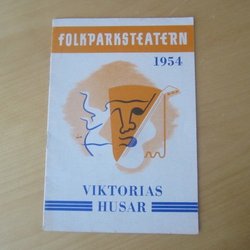 FOLKPARKSTEATERN
1954
VIKTORIAS
HUSAR